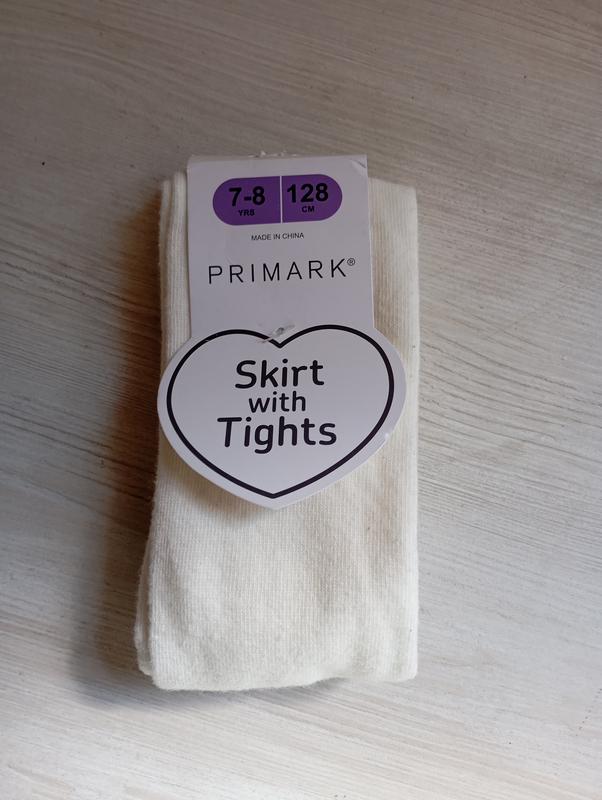 7-8 128
YRS CM
MADE IN CHINA
PRIMARK®
Skirt
with
Tights